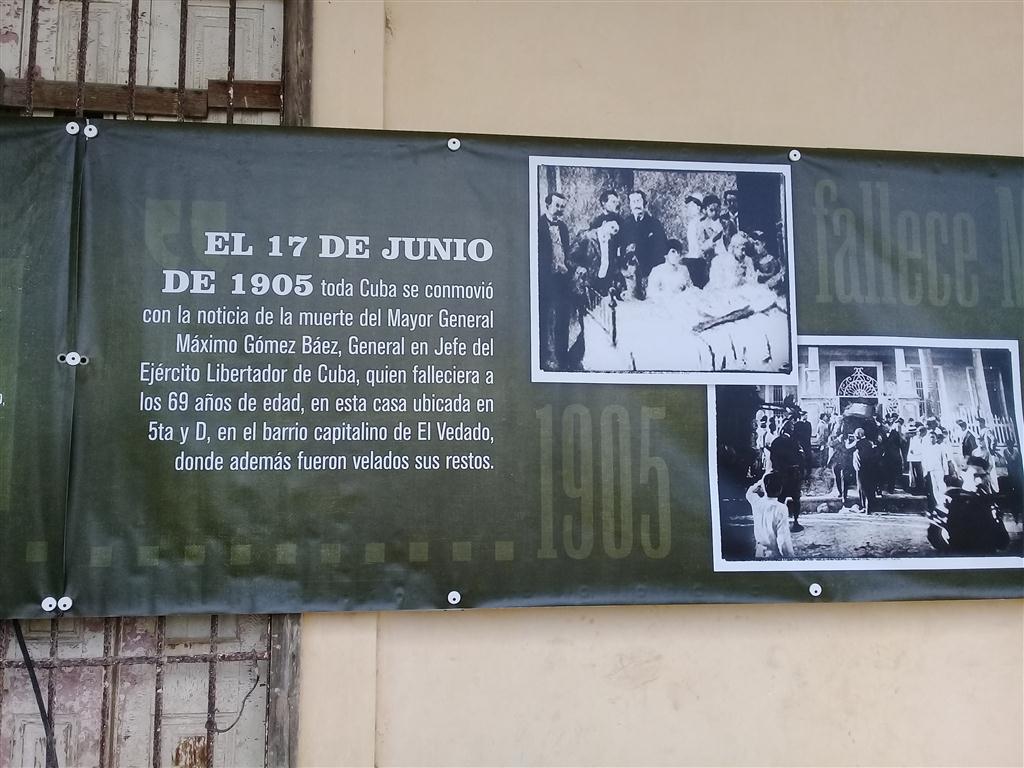 EL 17 DE JUNIO
DE 1905 toda Cuba se conmovió
con la noticia de la muerte del Mayor General
Máximo Gómez Báez, General en Jefe del
Ejército Libertador de Cuba, quien falleciera a
los 69 años de edad, en esta casa ubicada en
5ta y D, en el barrio capitalino de El Vedado,
donde además fueron velados sus restos.
1905
fallece M